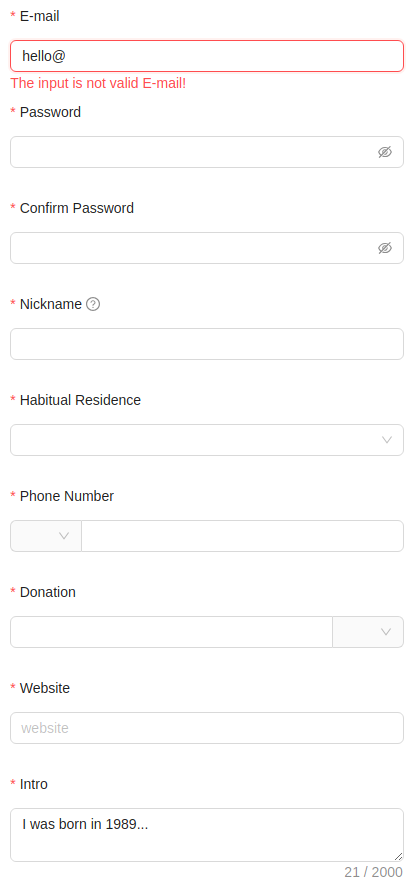 * E-mail
hello@
The input is not valid E-mail!
* Password
* Confirm Password
* Nickname
* Habitual Residence
* Phone Number
* Donation
* Website
website
* Intro
I was born in 1989...
21 / 2000